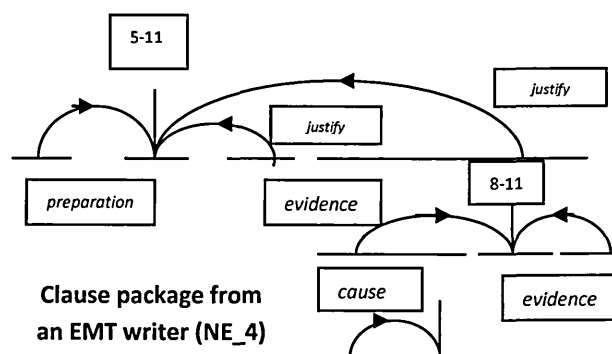 5-11
justify
justify
preparation
evidence
8-11
cause
evidence
Clause package from
an EMT writer (NE_4)